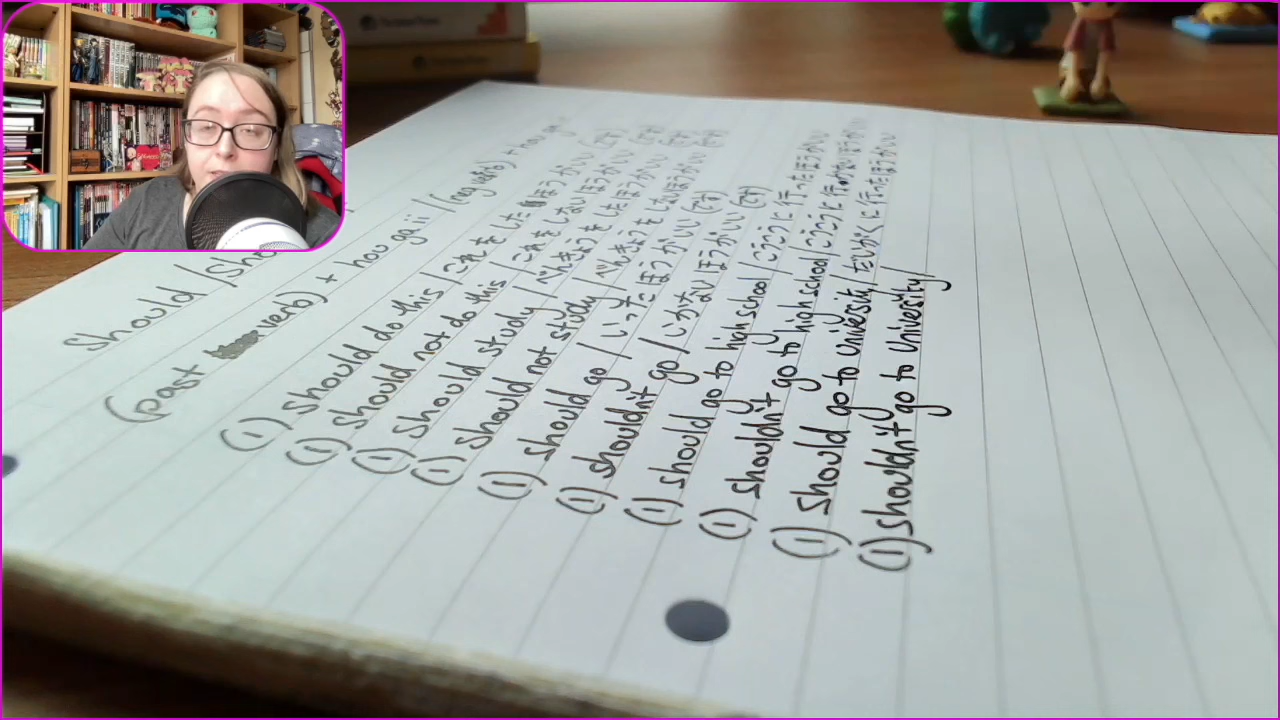 Should /sho
(past verb) + hou ga ii /(neg verb) + hou ga
(I) should do this /これをしたほうがいい (です)
(I) should not do this /これをしないほうがいい (です)
(I) should study /べんきょうをしたほうがいい (です)
(I) should not study /べんきょうをしないほうがいい (です)
(I) should go /いったほうがいい (です)
(I) shouldn't go /いかないほうがいい (です)
(I) should go to high school /こうこうに行ったほうがいい
(I) shouldn't go to high school /こうこうに行かないほうがいい
(I) should go to university /だいがくに行ったほうがいい
(I) shouldn't go to university /